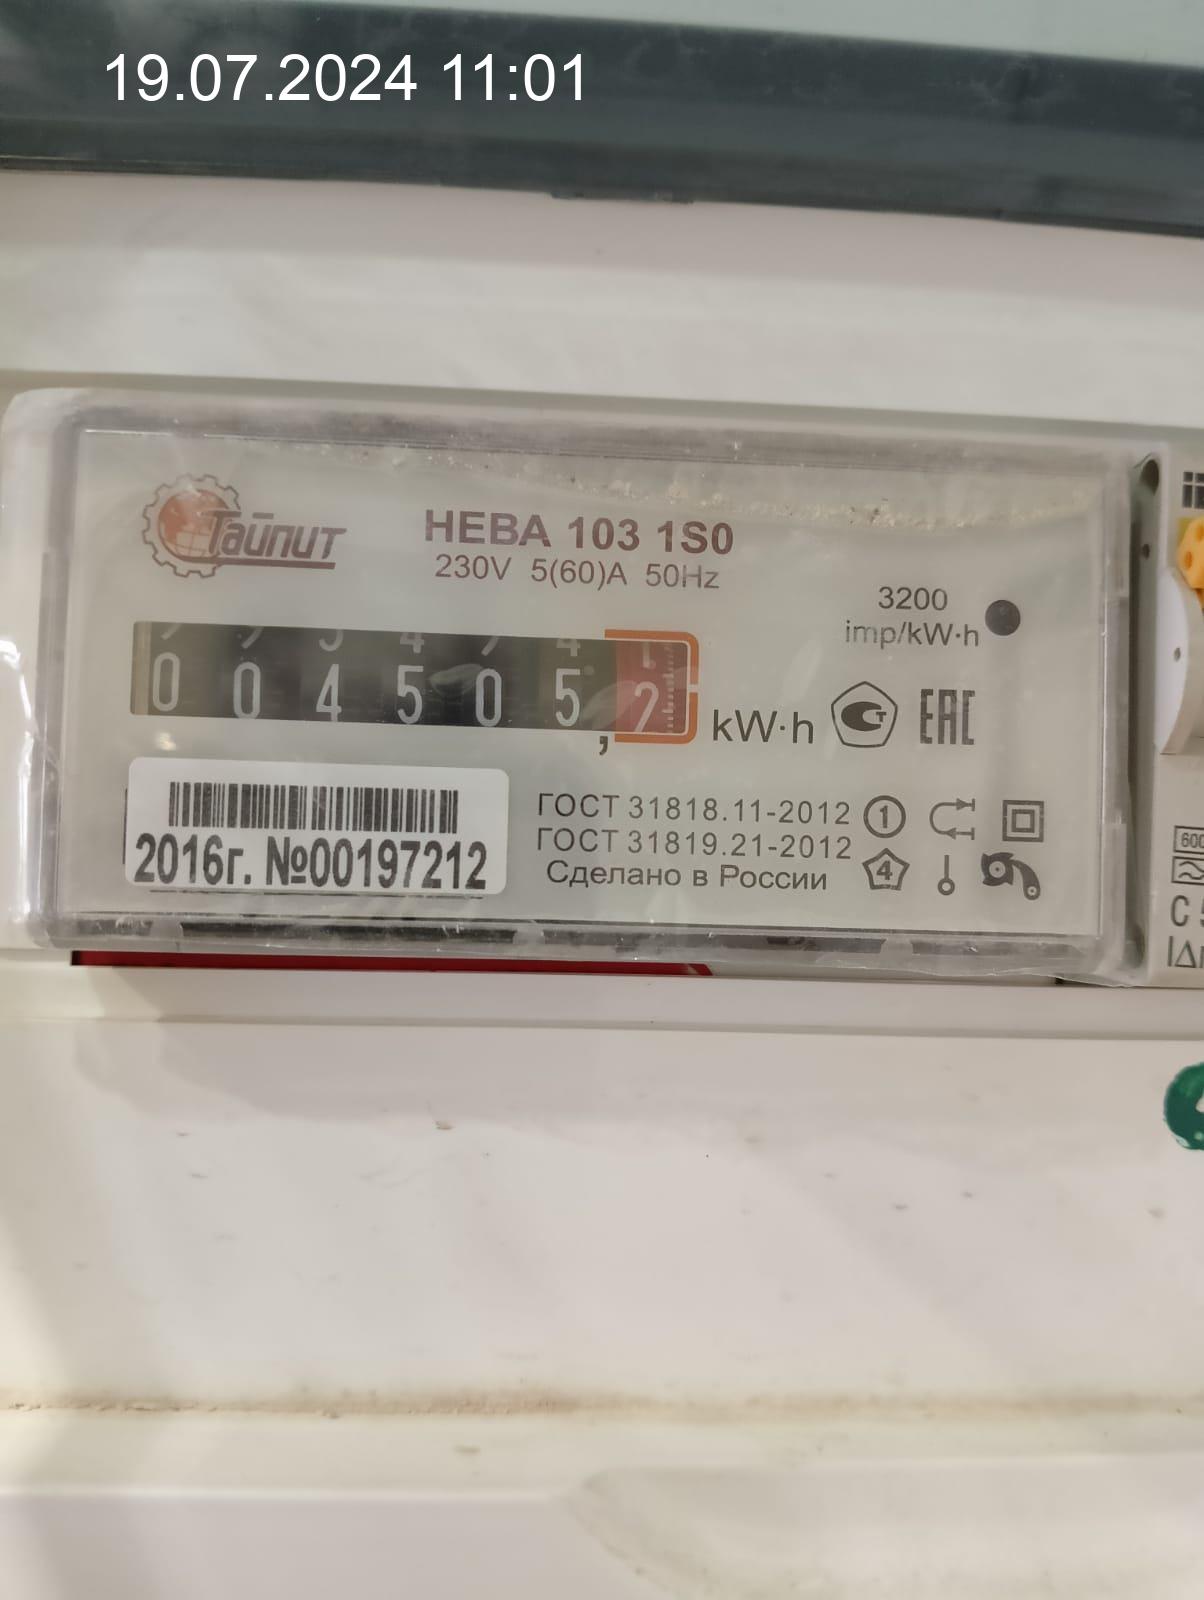 19.07.2024 11:01
Тайпит
НЕВА 103 1S0
230V 5(60)A 50Hz
3200
imp/kW·h
0 0 4 5 0 5,2
kW·h
СТ
ЕАС
2016г. №00197212
ГОСТ 31818.11-2012
1
ГОСТ 31819.21-2012
4
Сделано в России
600
C
I∆